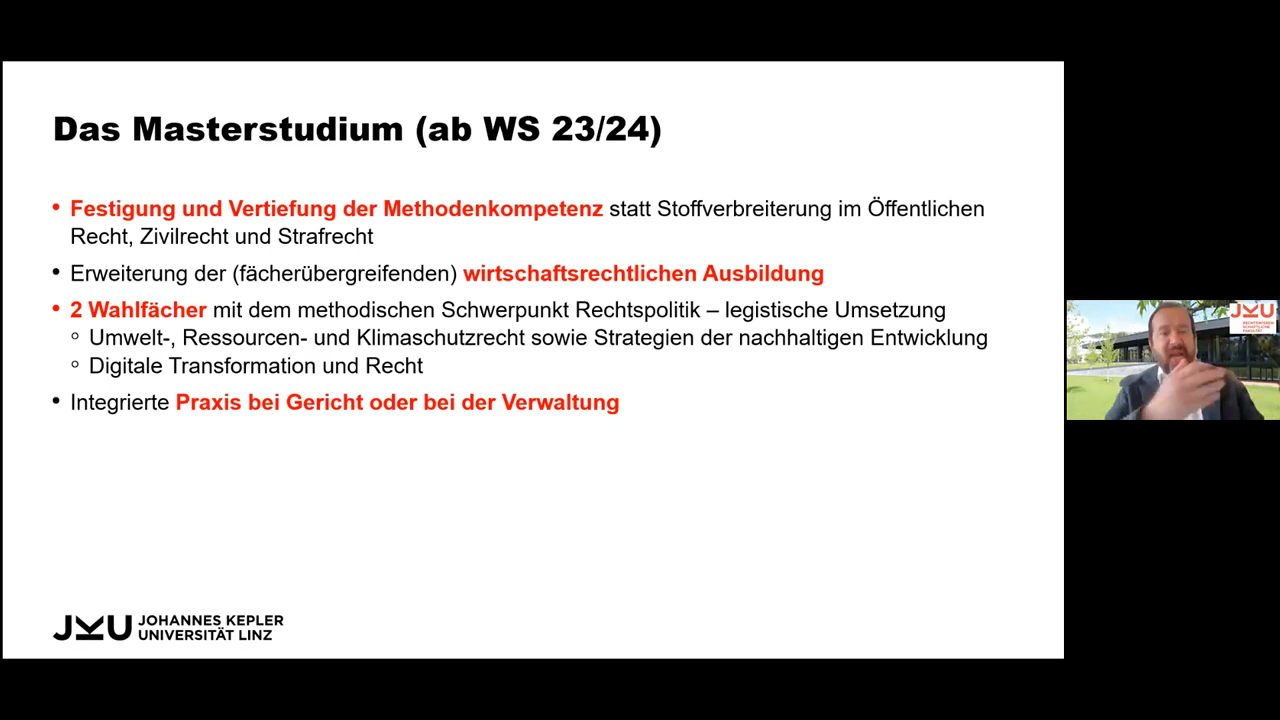 Das Masterstudium (ab WS 23/24)
• Festigung und Vertiefung der Methodenkompetenz statt Stoffverbreiterung im Öffentlichen
Recht, Zivilrecht und Strafrecht
• Erweiterung der (fächerübergreifenden) wirtschaftsrechtlichen Ausbildung
• 2 Wahlfächer mit dem methodischen Schwerpunkt Rechtspolitik – legistische Umsetzung
○ Umwelt-, Ressourcen- und Klimaschutzrecht sowie Strategien der nachhaltigen Entwicklung
○ Digitale Transformation und Recht
• Integrierte Praxis bei Gericht oder bei der Verwaltung
JKU
RECHTSWISSEN-
SCHAFTLICHE
FAKULTÄT
JKU JOHANNES KEPLER
UNIVERSITÄT LINZ